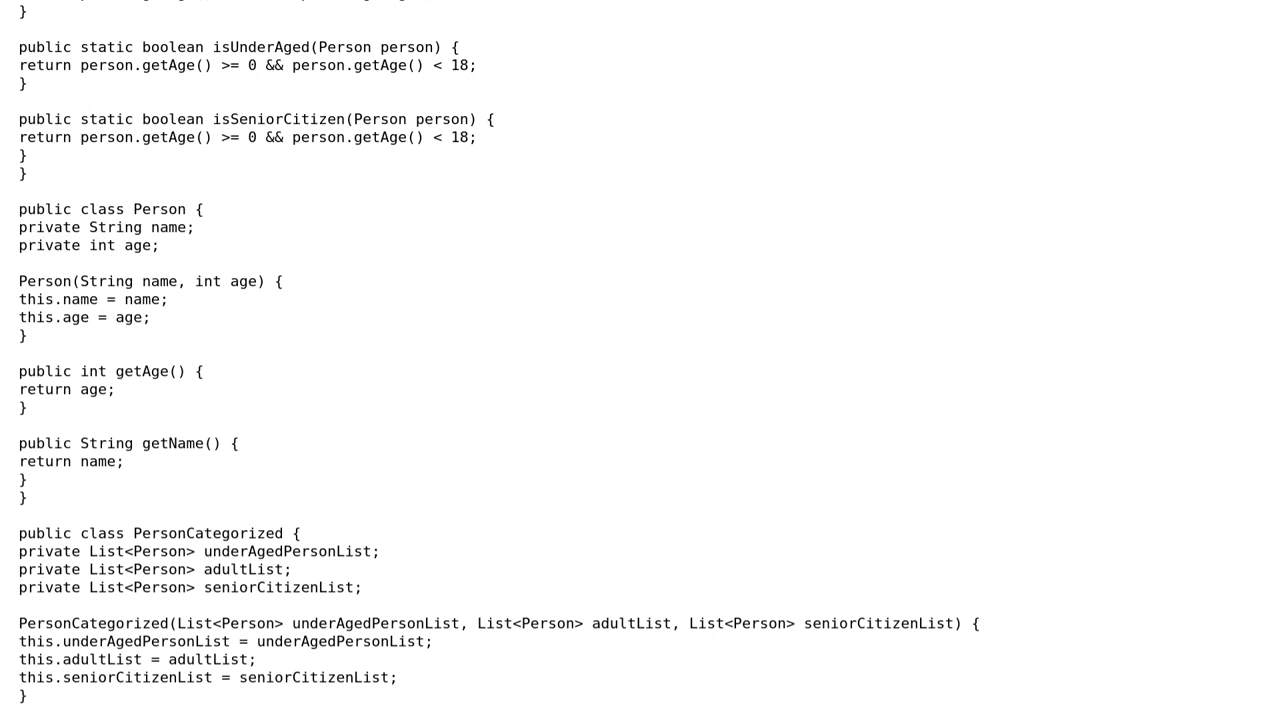 }
public static boolean isUnderAged(Person person) {
return person.getAge() >= 0 && person.getAge() < 18;
}
public static boolean isSeniorCitizen(Person person) {
return person.getAge() >= 0 && person.getAge() < 18;
}
}
public class Person {
private String name;
private int age;
Person(String name, int age) {
this.name = name;
this.age = age;
}
public int getAge() {
return age;
}
public String getName() {
return name;
}
}
public class PersonCategorized {
private List<Person> underAgedPersonList;
private List<Person> adultList;
private List<Person> seniorCitizenList;
PersonCategorized(List<Person> underAgedPersonList, List<Person> adultList, List<Person> seniorCitizenList) {
this.underAgedPersonList = underAgedPersonList;
this.adultList = adultList;
this.seniorCitizenList = seniorCitizenList;
}